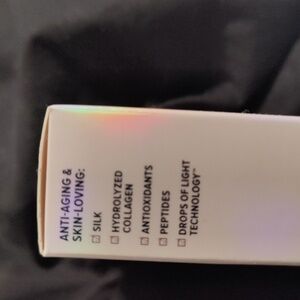 ANTI-AGING &
SKIN-LOVING:
☑ SILK
☑ HYDROLYZED
COLLAGEN
☑ ANTIOXIDANTS
☑ PEPTIDES
☑ DROPS OF LIGHT
TECHNOLOGY™